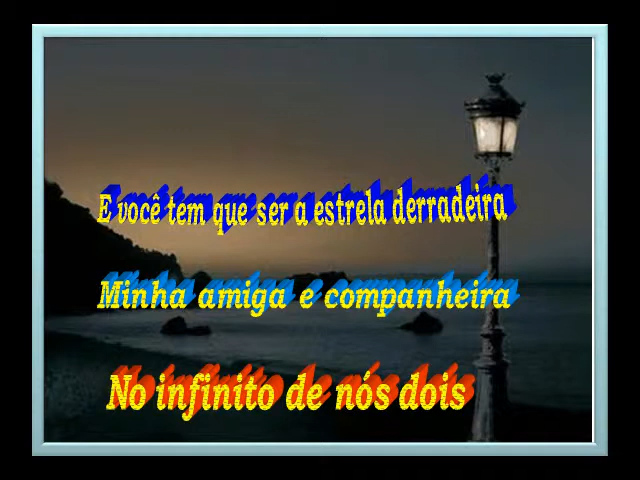 E você tem que ser a estrela derradeira
Minha amiga e companheira
No infinito de nós dois